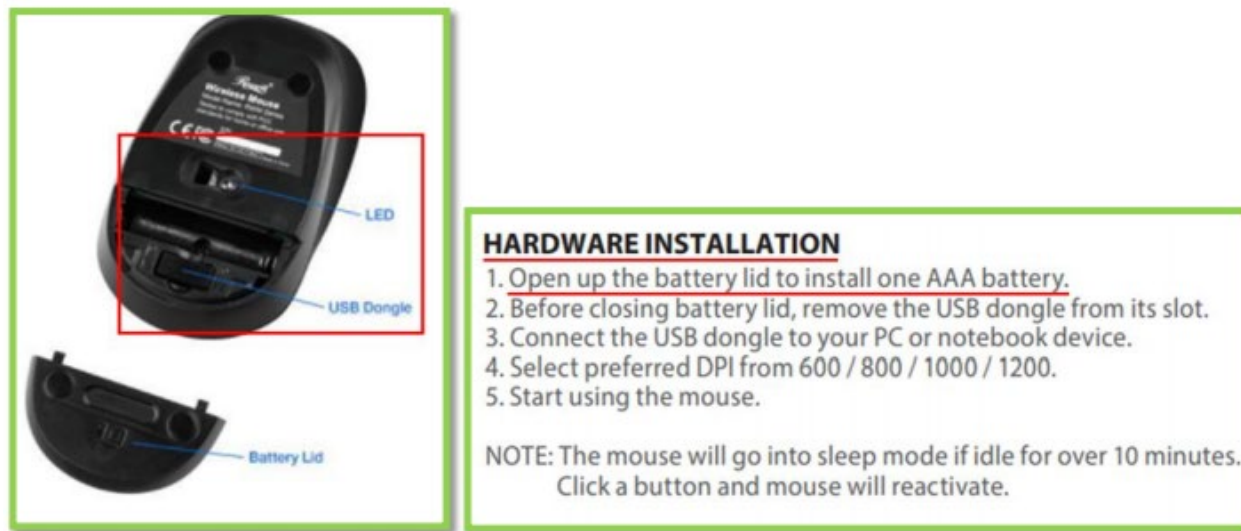 Wireless Mouse
LED
USB Dongle
Battery Lid
HARDWARE INSTALLATION
1. Open up the battery lid to install one AAA battery.
2. Before closing battery lid, remove the USB dongle from its slot.
3. Connect the USB dongle to your PC or notebook device.
4. Select preferred DPI from 600 / 800 / 1000 / 1200.
5. Start using the mouse.
NOTE: The mouse will go into sleep mode if idle for over 10 minutes.
Click a button and mouse will reactivate.